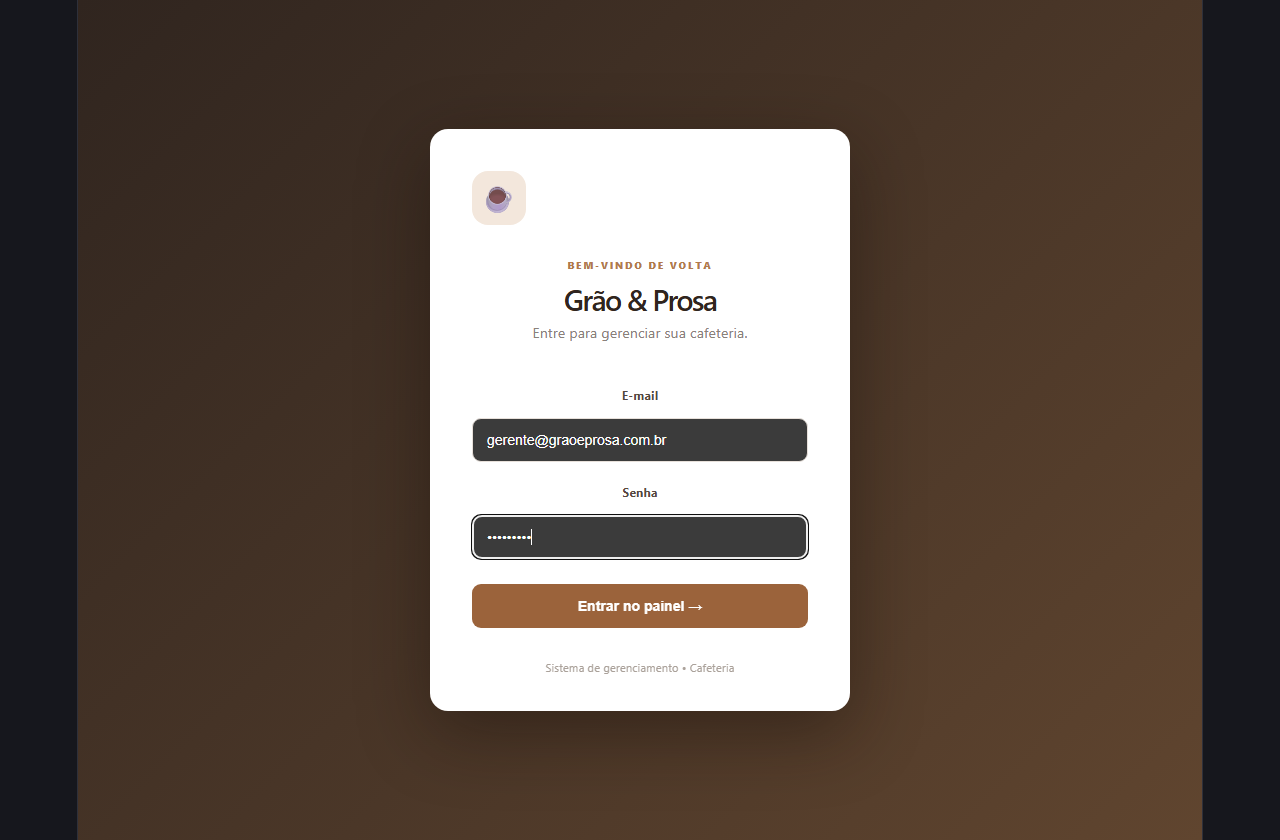 BEM-VINDO DE VOLTA
Grão & Prosa
Entre para gerenciar sua cafeteria.
E-mail
gerente@graoeprosa.com.br
Senha
•••••••••
Entrar no painel →
Sistema de gerenciamento • Cafeteria